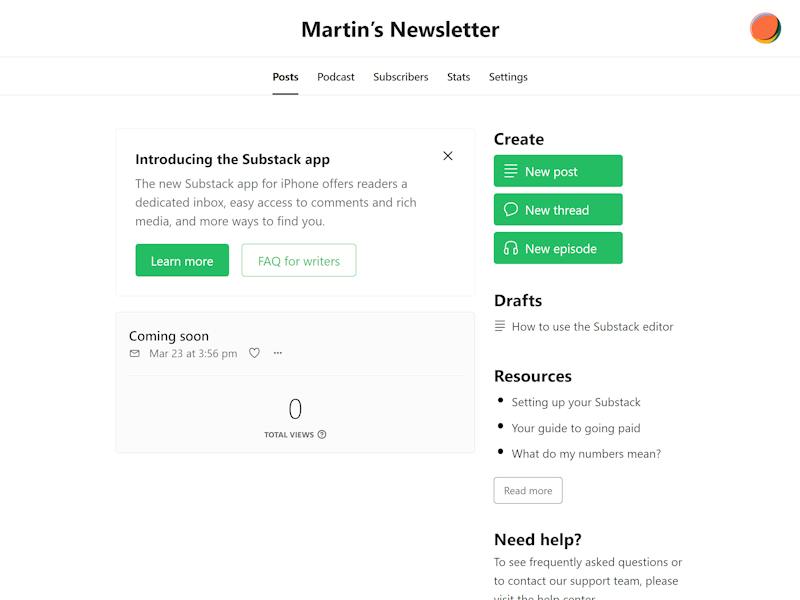 Martin's Newsletter
Posts Podcast Subscribers Stats Settings
Introducing the Substack app
The new Substack app for iPhone offers readers a
dedicated inbox, easy access to comments and rich
media, and more ways to find you.
Learn more FAQ for writers
Coming soon
Mar 23 at 3:56 pm
0
TOTAL VIEWS
Create
New post
New thread
New episode
Drafts
How to use the Substack editor
Resources
Setting up your Substack
Your guide to going paid
What do my numbers mean?
Read more
Need help?
To see frequently asked questions or
to contact our support team, please
visit the help center